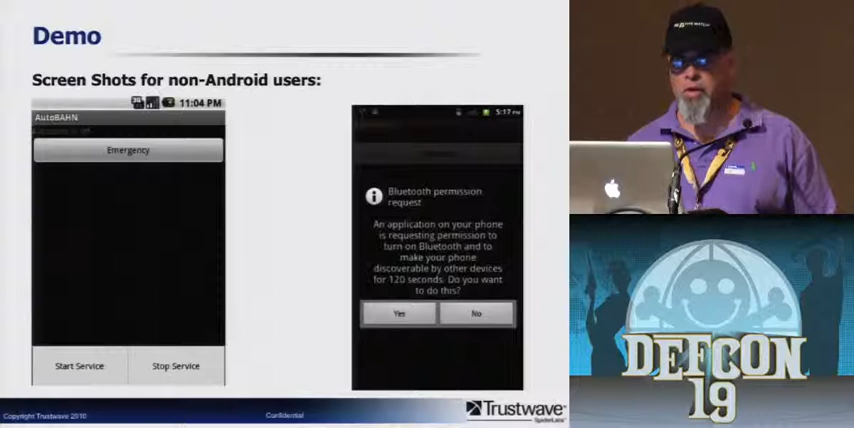 Demo
Screen Shots for non-Android users:
11:04 PM
AutoBAHN
Emergency
Start Service
Stop Service
5:17 PM
Bluetooth permission
request
An application on your phone
is requesting permission to
turn on Bluetooth and to
make your phone
discoverable by other devices
for 120 seconds. Do you want
to do this?
Yes
No
Copyright Trustwave 2010
Confidential
Trustwave
SpiderLabs
DEFCON
19